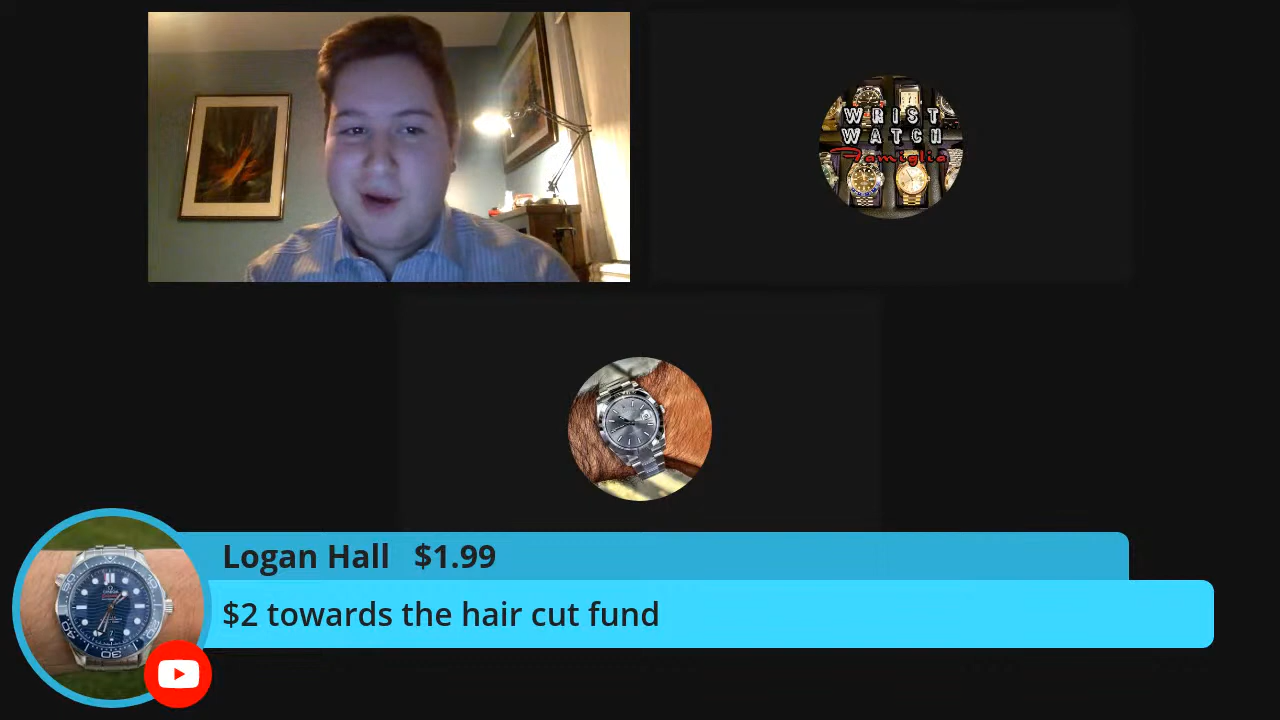 WRIST
WATCH
Famiglia
Logan Hall $1.99
$2 towards the hair cut fund